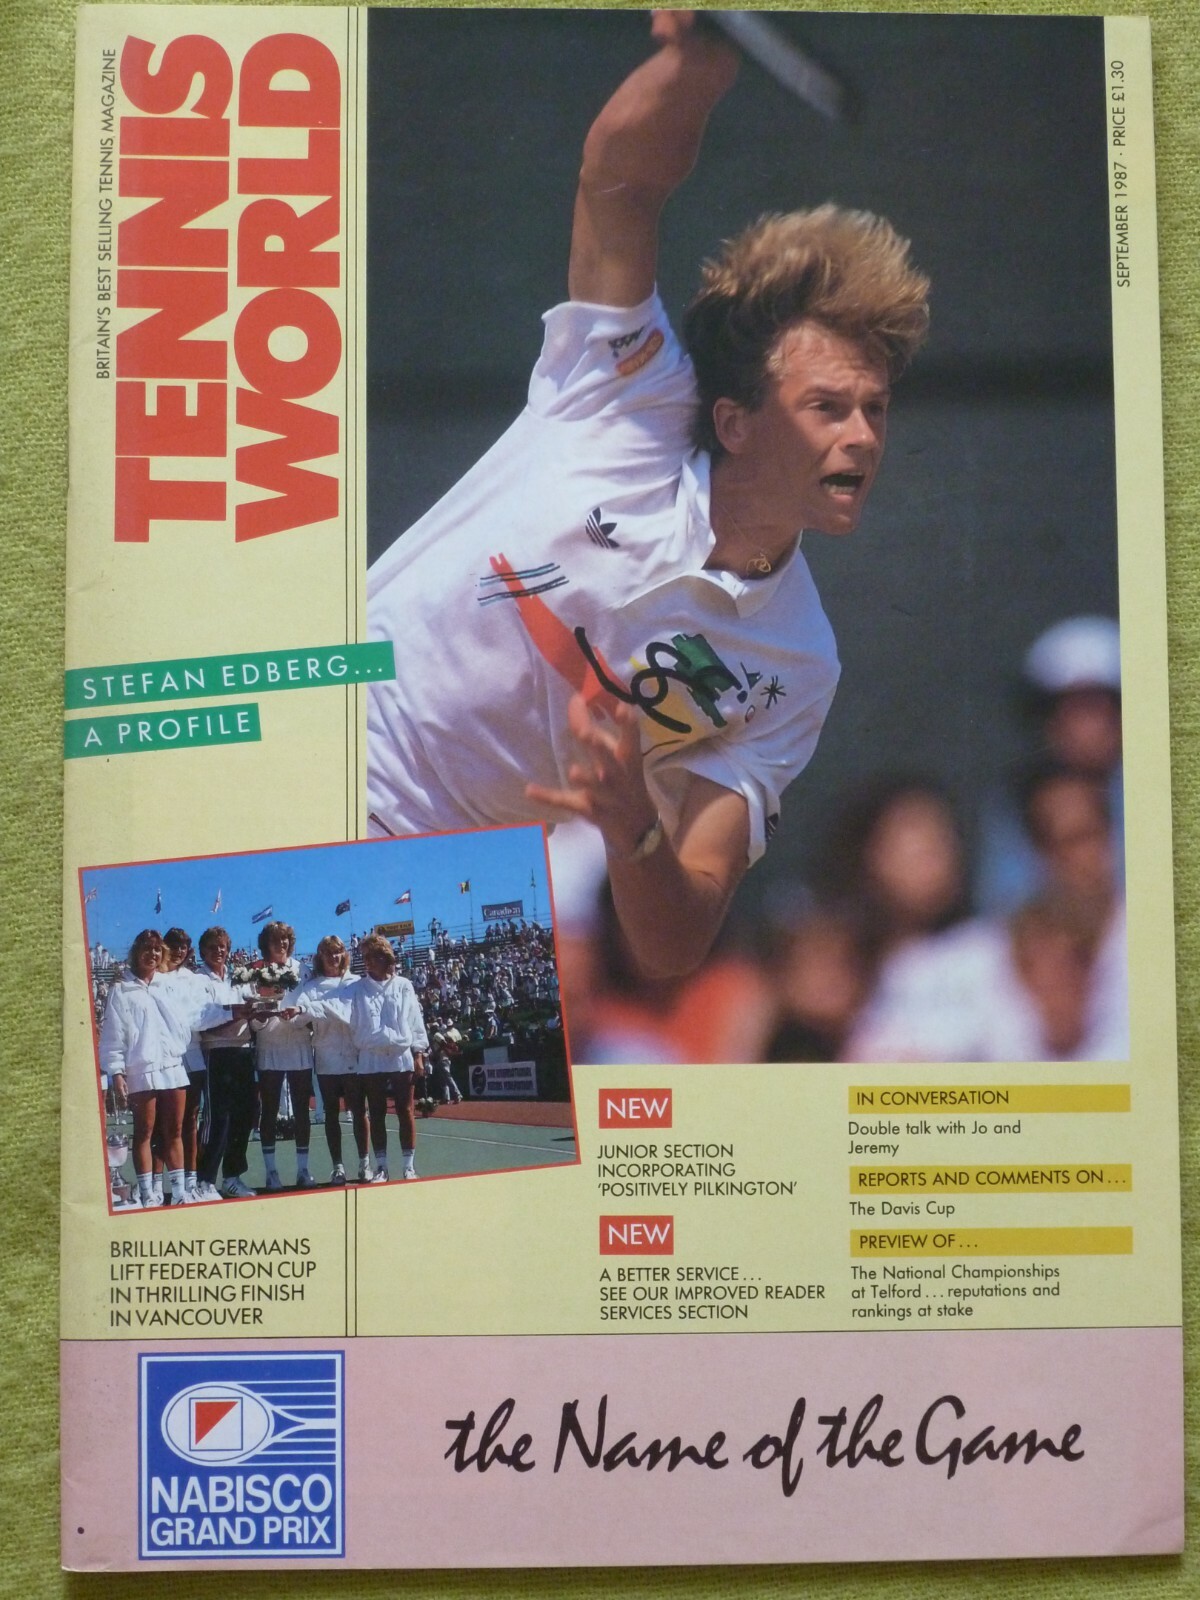 BRITAIN'S BEST SELLING TENNIS MAGAZINE
TENNIS
WORLD
SEPTEMBER 1987 · PRICE £1.30
STEFAN EDBERG...
A PROFILE
Canadian
BRILLIANT GERMANS
LIFT FEDERATION CUP
IN THRILLING FINISH
IN VANCOUVER
NEW
JUNIOR SECTION
INCORPORATING
'POSITIVELY PILKINGTON'
NEW
A BETTER SERVICE...
SEE OUR IMPROVED READER
SERVICES SECTION
IN CONVERSATION
Double talk with Jo and
Jeremy
REPORTS AND COMMENTS ON...
The Davis Cup
PREVIEW OF...
The National Championships
at Telford...reputations and
rankings at stake
NABISCO
GRAND PRIX
the Name of the Game